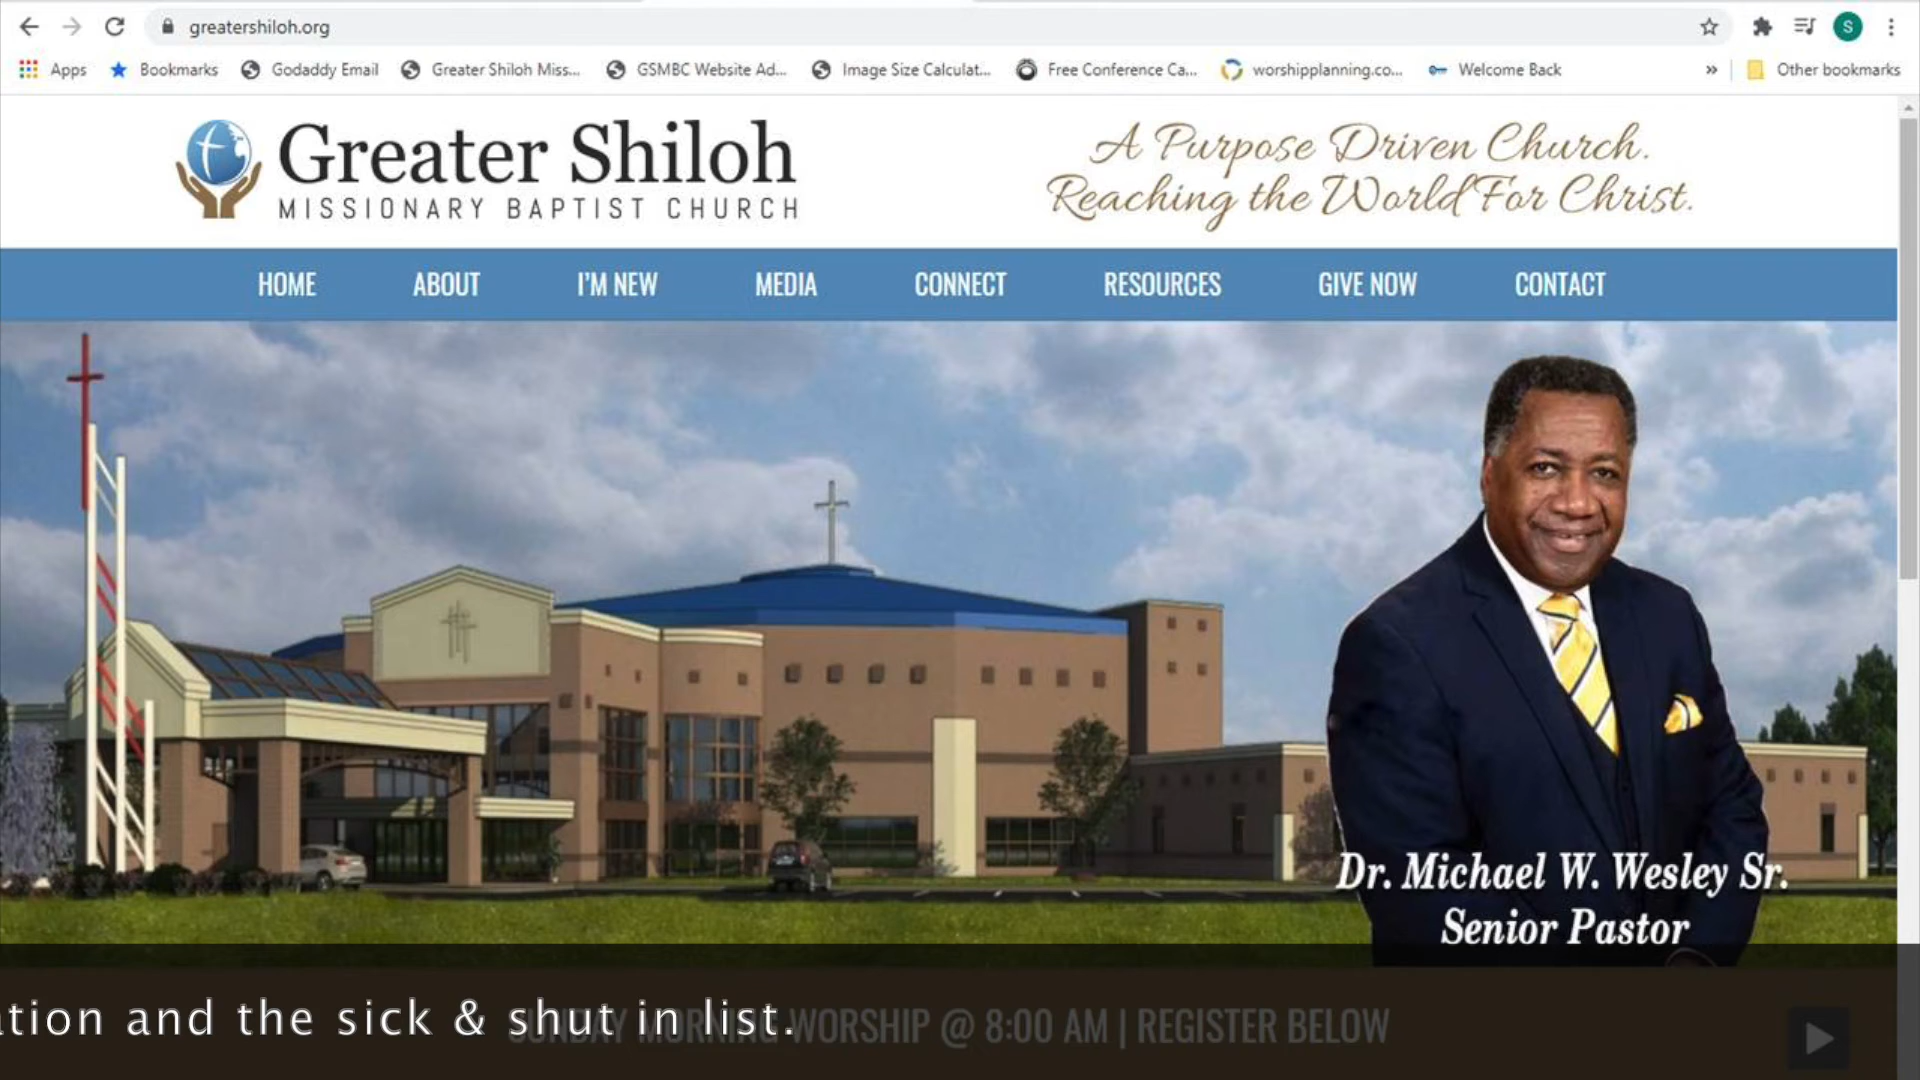 greatershiloh.org
S
Apps Bookmarks Godaddy Email Greater Shiloh Miss... GSMBC Website Ad... Image Size Calculat... Free Conference Ca... worshipplanning.co... Welcome Back » Other bookmarks
Greater Shiloh
MISSIONARY BAPTIST CHURCH
A Purpose Driven Church.
Reaching the World For Christ.
HOME ABOUT I'M NEW MEDIA CONNECT RESOURCES GIVE NOW CONTACT
Dr. Michael W. Wesley Sr.
Senior Pastor
tion and the sick & shut in list.
SUNDAY MORNING WORSHIP @ 8:00 AM | REGISTER BELOW